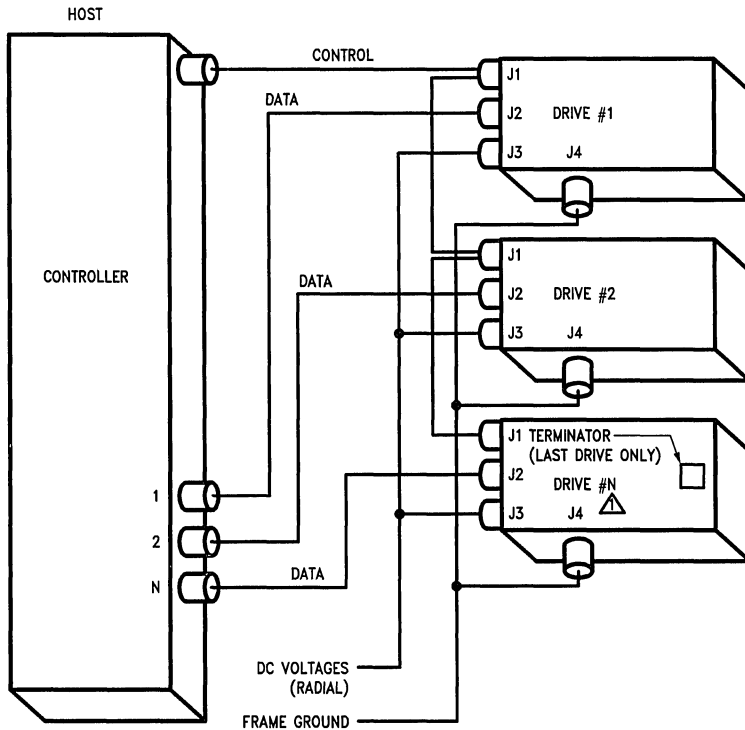 HOST
CONTROL
DATA
J1
J2 DRIVE #1
J3 J4
CONTROLLER
DATA
J1
J2 DRIVE #2
J3 J4
J1 TERMINATOR
(LAST DRIVE ONLY)
J2
DRIVE #N
J3 J4 1
1
2
N
DATA
DC VOLTAGES
(RADIAL)
FRAME GROUND